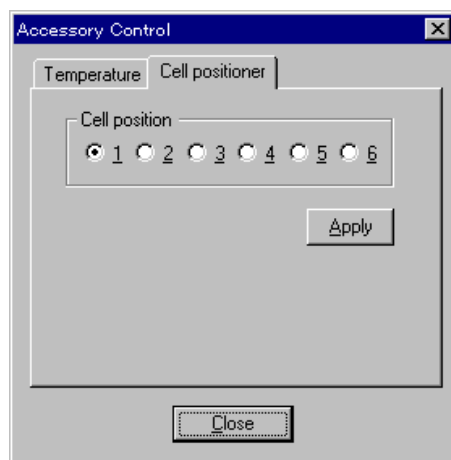 Accessory Control
Temperature Cell positioner
Cell position
1 2 3 4 5 6
Apply
Close